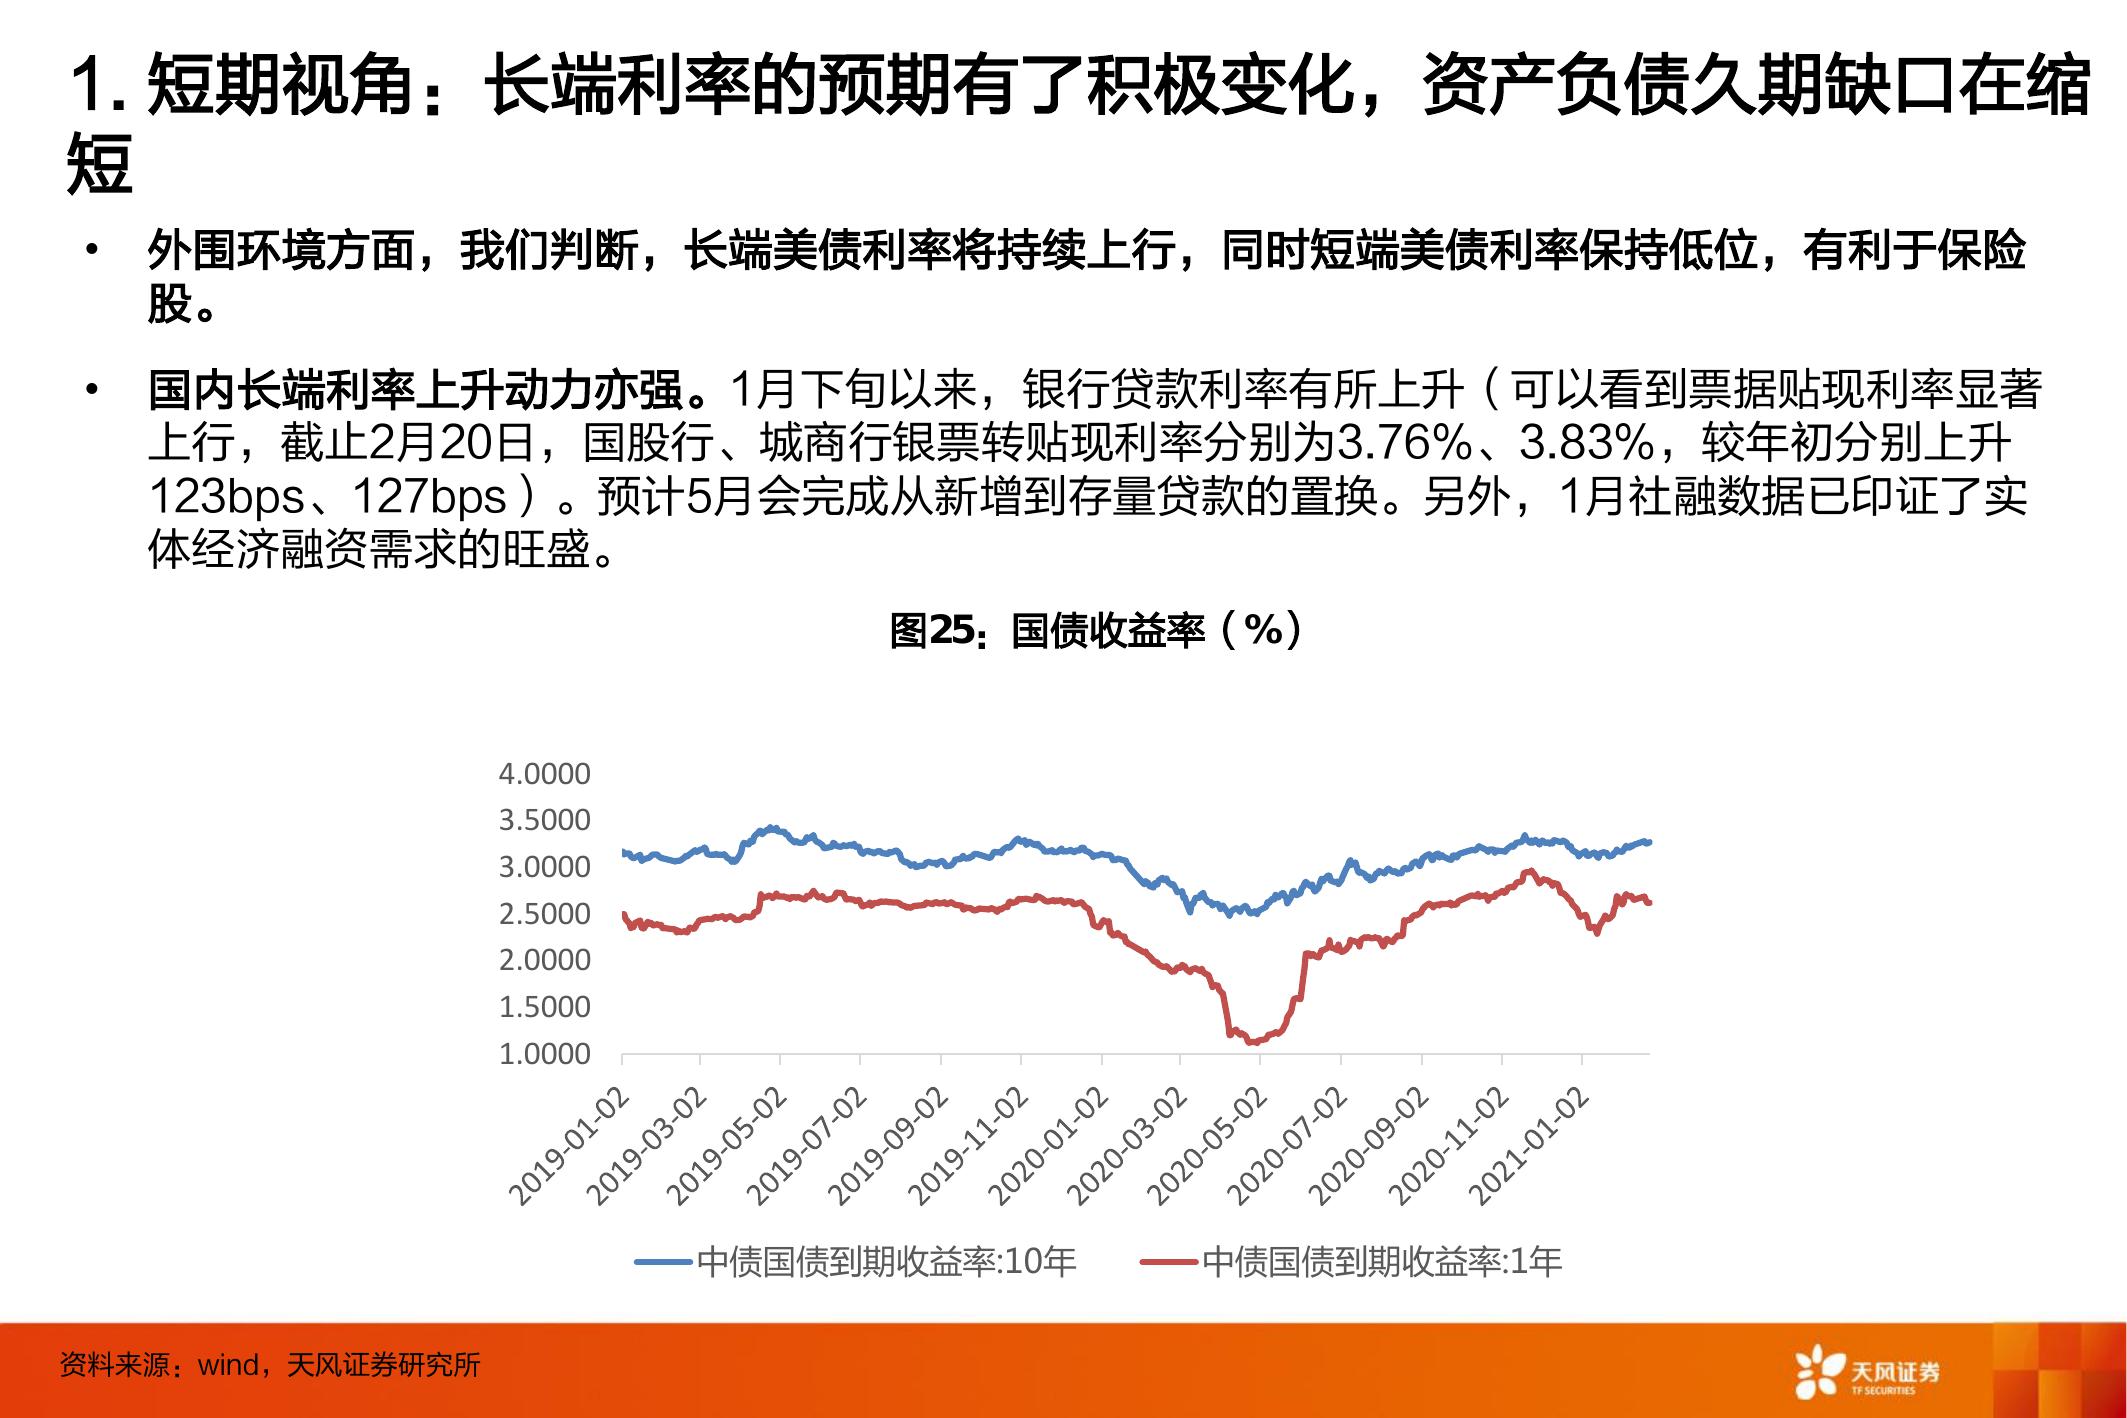 1. 短期视角：长端利率的预期有了积极变化，资产负债久期缺口在缩
短
• 外围环境方面，我们判断，长端美债利率将持续上行，同时短端美债利率保持低位，有利于保险
股。
• 国内长端利率上升动力亦强。1月下旬以来，银行贷款利率有所上升（可以看到票据贴现利率显著
上行，截止2月20日，国股行、城商行银票转贴现利率分别为3.76%、3.83%，较年初分别上升
123bps、127bps）。预计5月会完成从新增到存量贷款的置换。另外，1月社融数据已印证了实
体经济融资需求的旺盛。
图25：国债收益率（%）
4.0000
3.5000
3.0000
2.5000
2.0000
1.5000
1.0000
2019-01-02
2019-03-02
2019-05-02
2019-07-02
2019-09-02
2019-11-02
2020-01-02
2020-03-02
2020-05-02
2020-07-02
2020-09-02
2020-11-02
2021-01-02
中债国债到期收益率:10年
中债国债到期收益率:1年
资料来源：wind，天风证券研究所
天风证券
TF SECURITIES